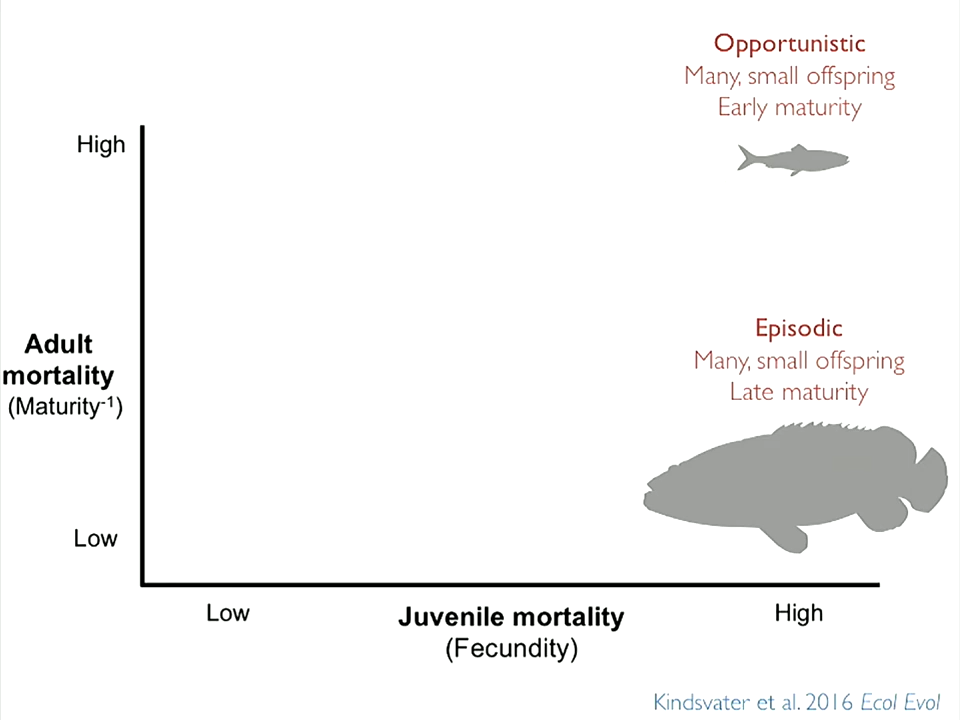 Opportunistic
Many, small offspring
Early maturity
High
Episodic
Many, small offspring
Late maturity
Adult
mortality
(Maturity⁻¹)
Low
Low
Juvenile mortality
(Fecundity)
High
Kindsvater et al. 2016 Ecol Evol